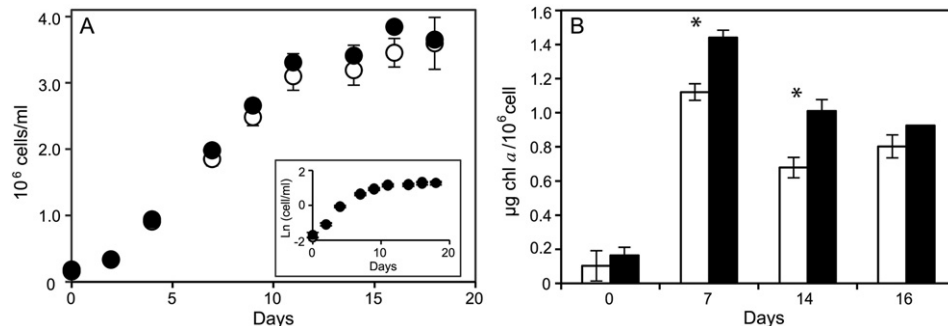 A
10⁶ cells/ml
4.0
3.0
2.0
1.0
0
0 5 10 15 20
Days
Ln (cell/ml)
2
0
-2
0 10 20
Days
B
µg chl a /10⁶ cell
1.6
1.4
1.2
1.0
0.8
0.6
0.4
0.2
0
* *
0 7 14 16
Days